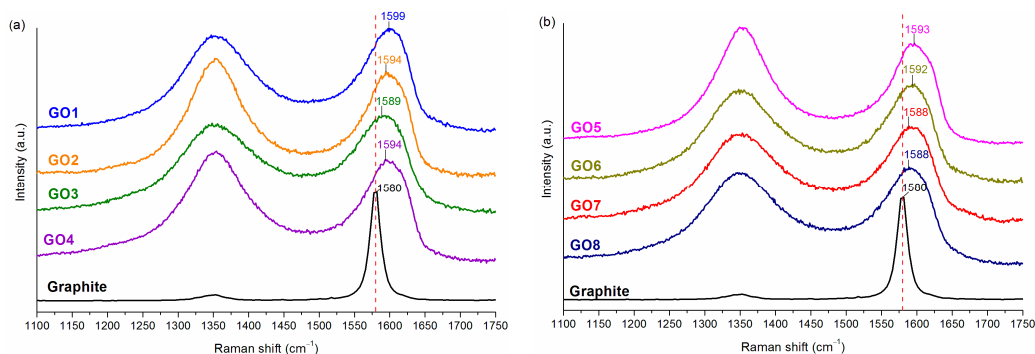 (a)
1599
GO1
1594
GO2
1589
GO3
1594
GO4
1580
Graphite
Intensity (a.u.)
1100 1150 1200 1250 1300 1350 1400 1450 1500 1550 1600 1650 1700 1750
Raman shift (cm⁻¹)
(b)
1593
GO5
1592
GO6
1588
GO7
1588
GO8
1580
Graphite
Intensity (a.u.)
1100 1150 1200 1250 1300 1350 1400 1450 1500 1550 1600 1650 1700 1750
Raman shift (cm⁻¹)